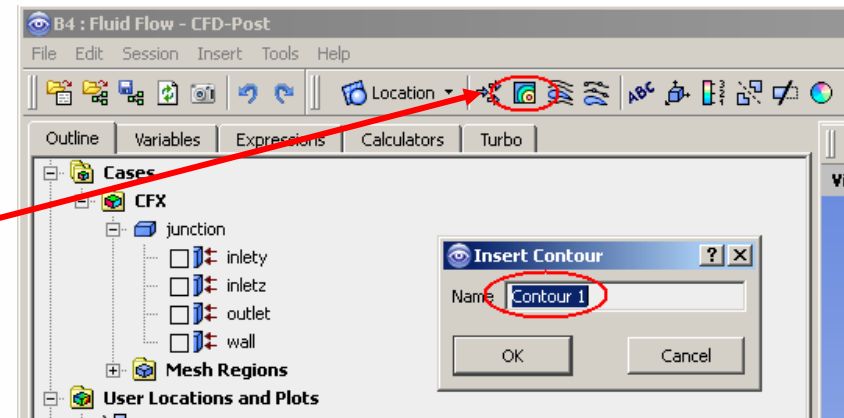 B4 : Fluid Flow - CFD-Post
File Edit Session Insert Tools Help
Location
ABC
Outline Variables Expressions Calculators Turbo
Cases
CFX
junction
inlety
inletz
outlet
wall
Mesh Regions
User Locations and Plots
Insert Contour
Name Contour 1
OK Cancel